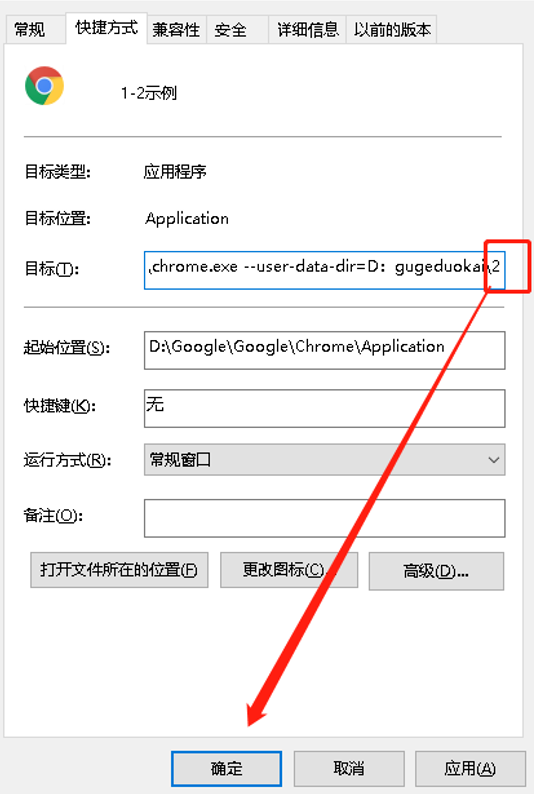 常规 快捷方式 兼容性 安全 详细信息 以前的版本
1-2示例
目标类型: 应用程序
目标位置: Application
目标(T): \chrome.exe --user-data-dir=D：gugeduokai\2
起始位置(S): D:\Google\Google\Chrome\Application
快捷键(K): 无
运行方式(R): 常规窗口
备注(O):
打开文件所在的位置(F) 更改图标(C)... 高级(D)...
确定 取消 应用(A)